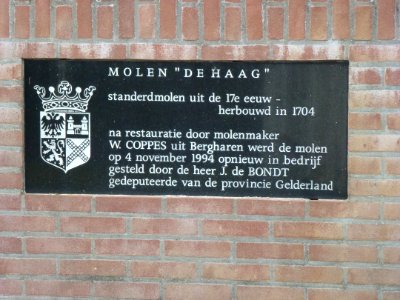 MOLEN "DE HAAG"
standerdmolen uit de 17e eeuw -
herbouwd in 1704
na restauratie door molenmaker
W. COPPES uit Bergharen werd de molen
op 4 november 1994 opnieuw in bedrijf
gesteld door de heer J. de BONDT
gedeputeerde van de provincie Gelderland